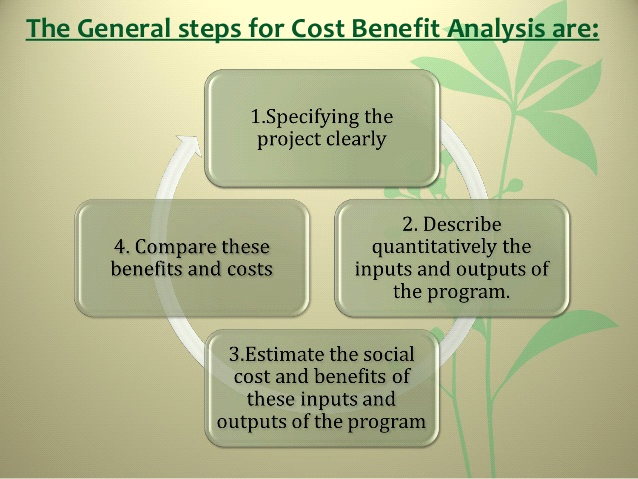 The General steps for Cost Benefit Analysis are:
1.Specifying the
project clearly
2. Describe
quantitatively the
inputs and outputs of
the program.
3.Estimate the social
cost and benefits of
these inputs and
outputs of the program
4. Compare these
benefits and costs